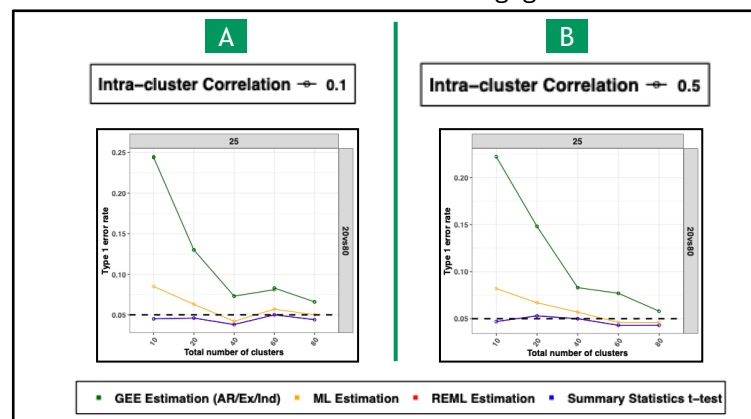 A
B
Intra-cluster Correlation 0.1
Intra-cluster Correlation 0.5
25
0.25
0.20
0.15
0.10
0.05
Type 1 error rate
20vs80
10
20
40
60
80
Total number of clusters
25
0.20
0.15
0.10
0.05
Type 1 error rate
20vs80
10
20
40
60
80
Total number of clusters
GEE Estimation (AR/Ex/Ind) ML Estimation REML Estimation Summary Statistics t-test